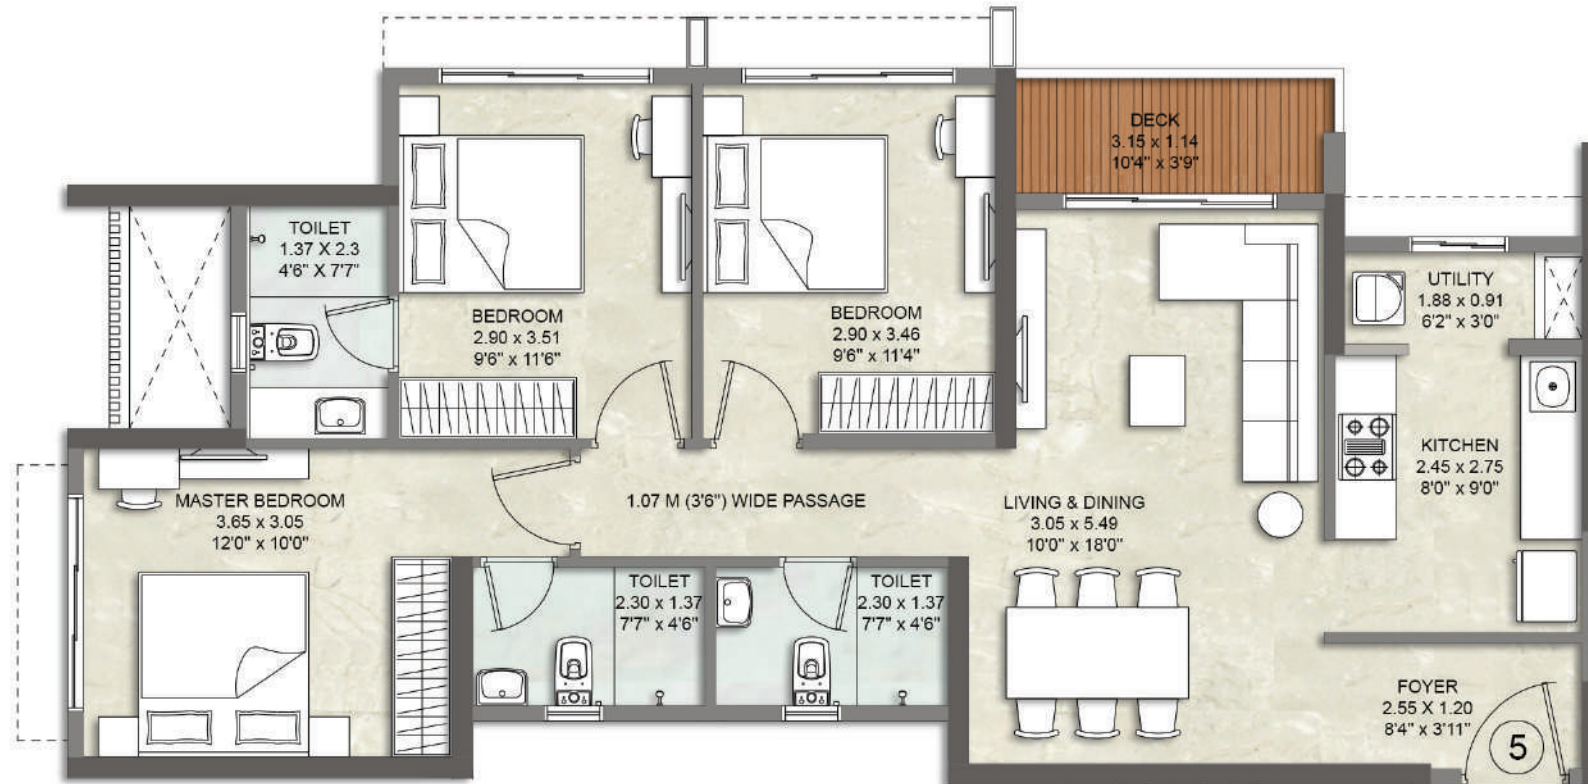 DECK
3.15 x 1.14
10'4" x 3'9"
TOILET
1.37 X 2.3
4'6" X 7'7"
BEDROOM
2.90 x 3.51
9'6" x 11'6"
BEDROOM
2.90 x 3.46
9'6" x 11'4"
UTILITY
1.88 x 0.91
6'2" x 3'0"
KITCHEN
2.45 x 2.75
8'0" x 9'0"
MASTER BEDROOM
3.65 x 3.05
12'0" x 10'0"
1.07 M (3'6") WIDE PASSAGE
LIVING & DINING
3.05 x 5.49
10'0" x 18'0"
TOILET
2.30 x 1.37
7'7" x 4'6"
TOILET
2.30 x 1.37
7'7" x 4'6"
FOYER
2.55 X 1.20
8'4" x 3'11"
5